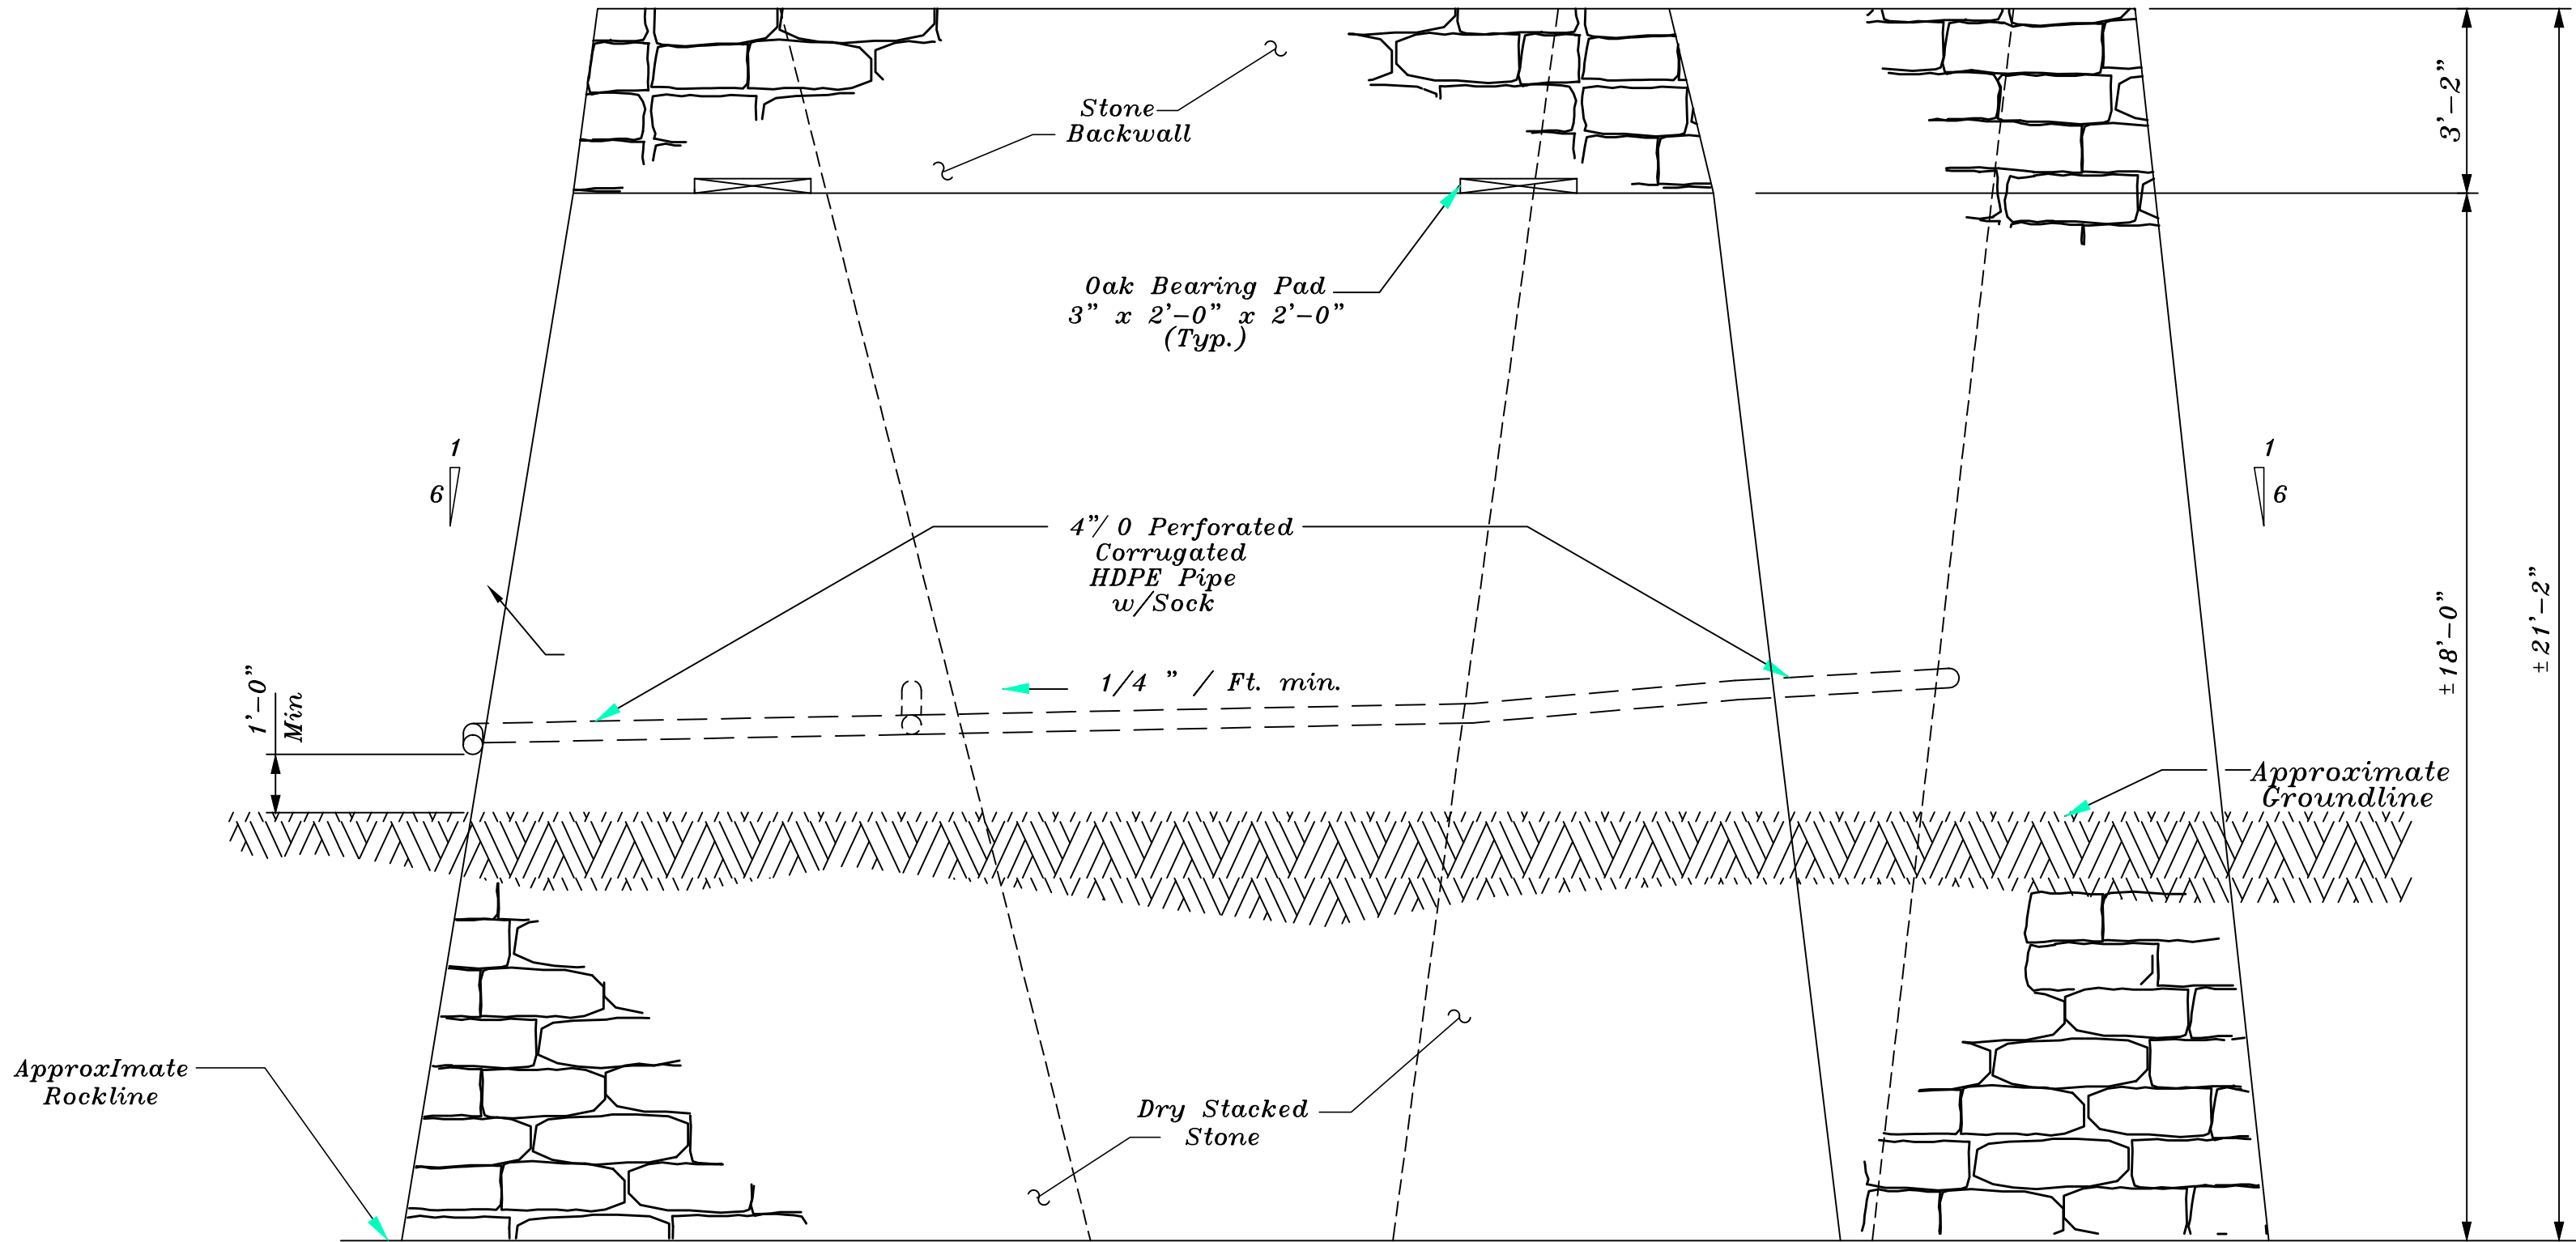 Stone
Backwall
3'-2"
Oak Bearing Pad
3" x 2'-0" x 2'-0"
(Typ.)
1
6
1
6
4"/ 0 Perforated
Corrugated
HDPE Pipe
w/Sock
±18'-0"
±21'-2"
1'-0"
Min
1/4 " / Ft. min.
Approximate
Groundline
ApproxImate
Rockline
Dry Stacked
Stone